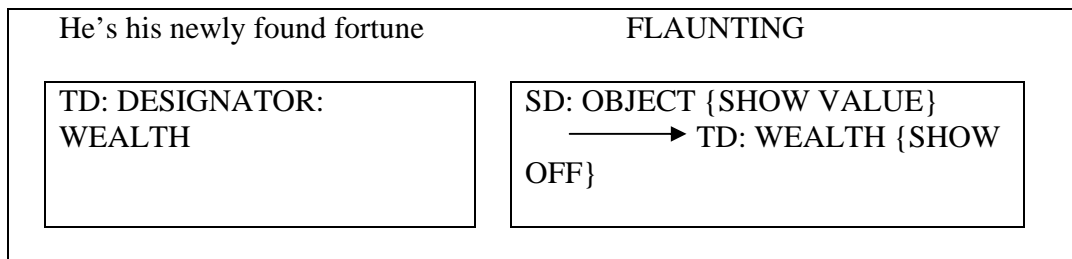 He’s his newly found fortune FLAUNTING
TD: DESIGNATOR:
WEALTH
SD: OBJECT {SHOW VALUE}
TD: WEALTH {SHOW
OFF}